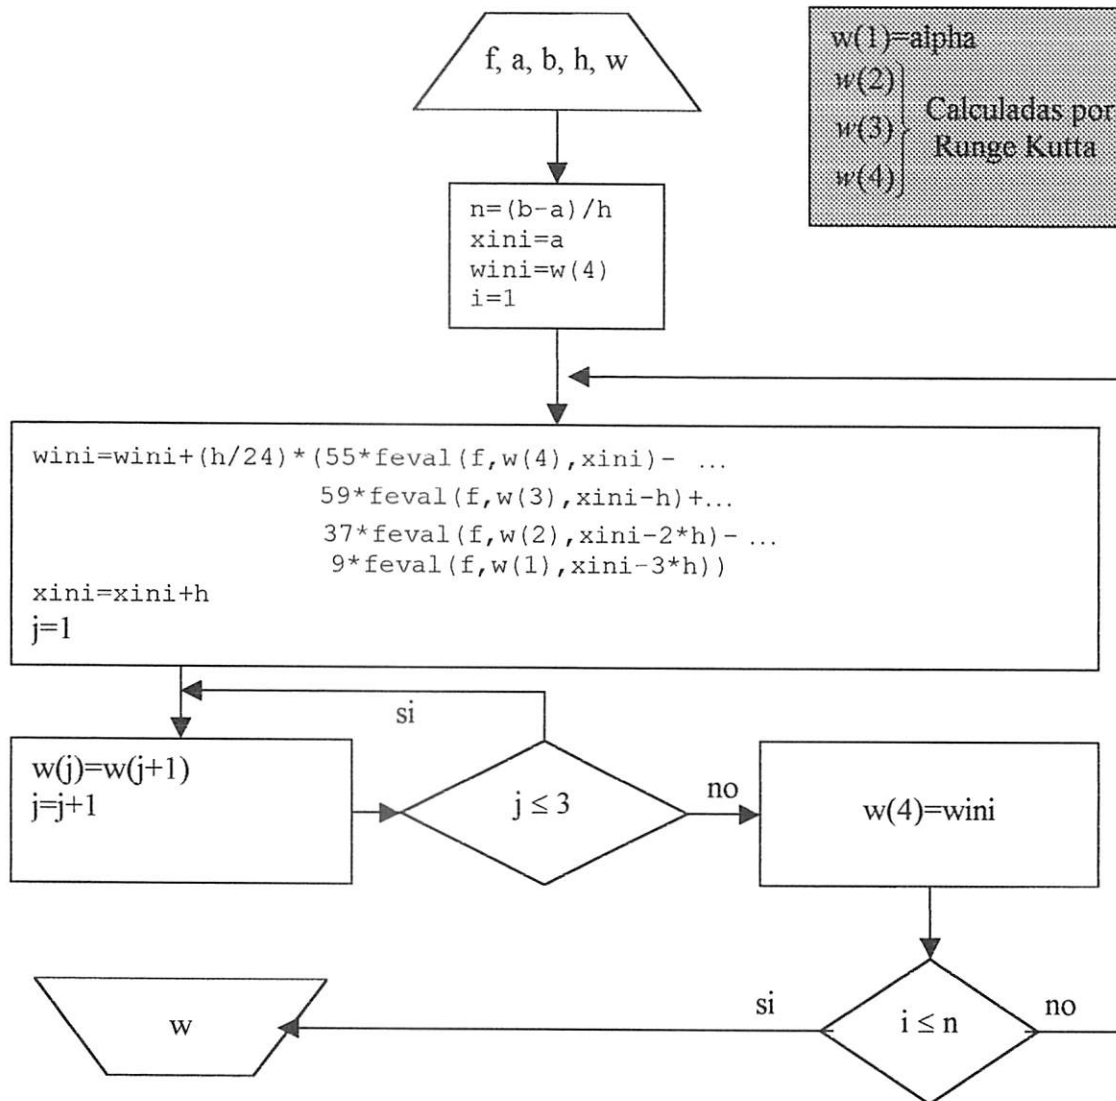 f, a, b, h, w
w(1)=alpha
w(2)
w(3)
w(4)
Calculadas por
Runge Kutta
n=(b-a)/h
xini=a
wini=w(4)
i=1
wini=wini+(h/24)*(55*feval(f,w(4),xini)- ...
59*feval(f,w(3),xini-h)+...
37*feval(f,w(2),xini-2*h)- ...
9*feval(f,w(1),xini-3*h))
xini=xini+h
j=1
si
w(j)=w(j+1)
j=j+1
j ≤ 3
no
w(4)=wini
w
si
i ≤ n
no